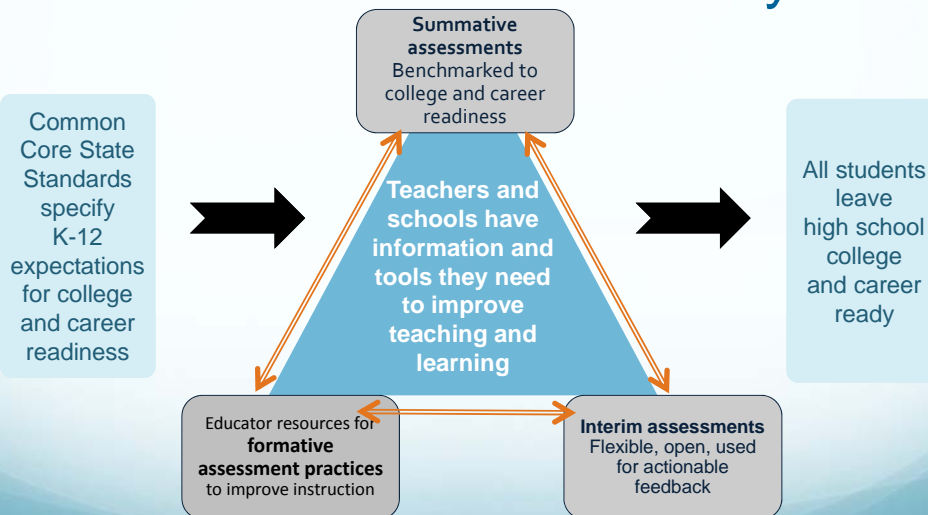 Summative
assessments
Benchmarked to
college and career
readiness
Common
Core State
Standards
specify
K-12
expectations
for college
and career
readiness
Teachers and
schools have
information and
tools they need
to improve
teaching and
learning
All students
leave
high school
college
and career
ready
Educator resources for
formative
assessment practices
to improve instruction
Interim assessments
Flexible, open, used
for actionable
feedback